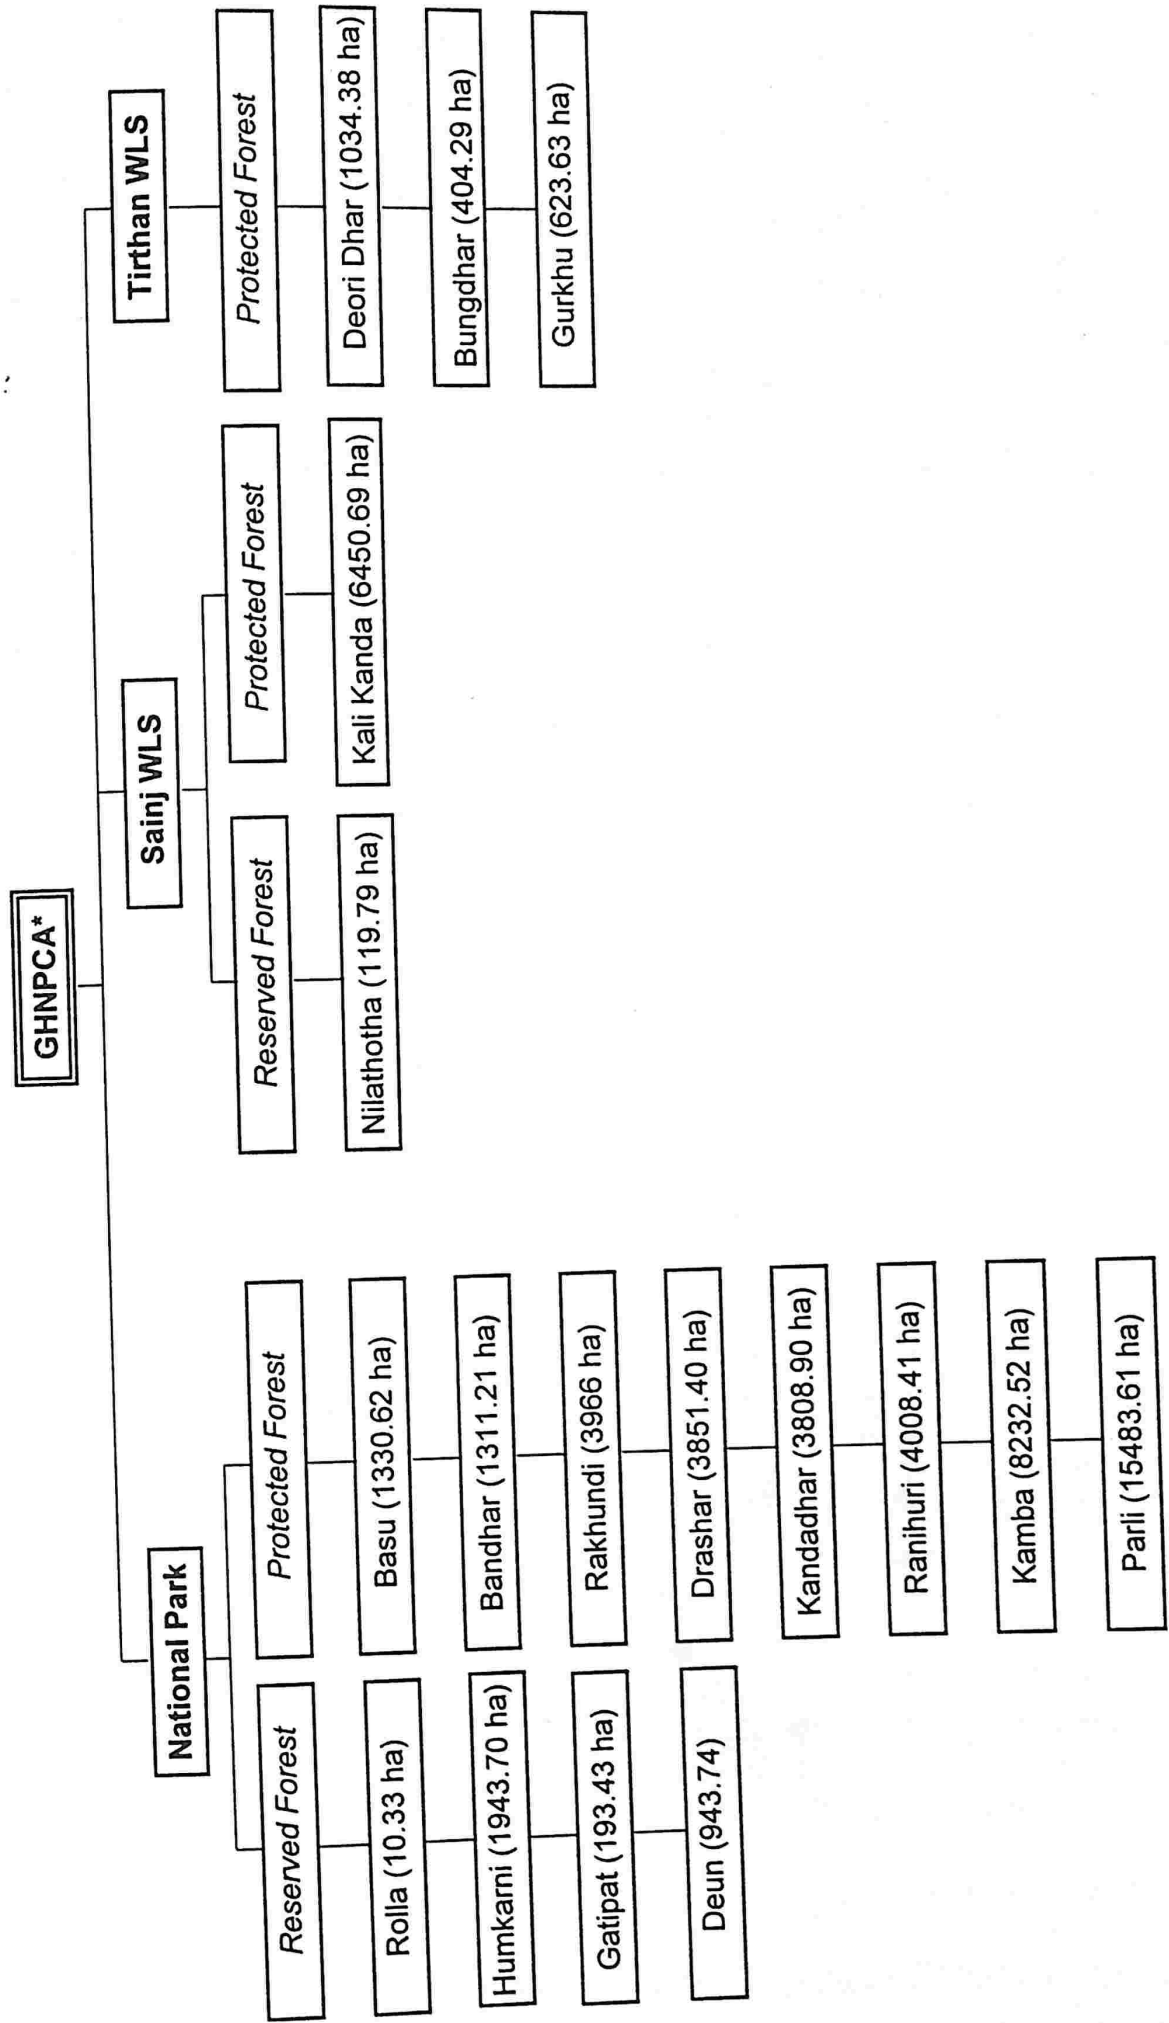 GHNPCA*
National Park
Sainj WLS
Tirthan WLS
Reserved Forest
Protected Forest
Reserved Forest
Protected Forest
Protected Forest
Rolla (10.33 ha)
Humkarni (1943.70 ha)
Gatipat (193.43 ha)
Deun (943.74)
Basu (1330.62 ha)
Bandhar (1311.21 ha)
Rakhundi (3966 ha)
Drashar (3851.40 ha)
Kandadhar (3808.90 ha)
Ranihuri (4008.41 ha)
Kamba (8232.52 ha)
Parli (15483.61 ha)
Nilathotha (119.79 ha)
Kali Kanda (6450.69 ha)
Deori Dhar (1034.38 ha)
Bungdhar (404.29 ha)
Gurkhu (623.63 ha)